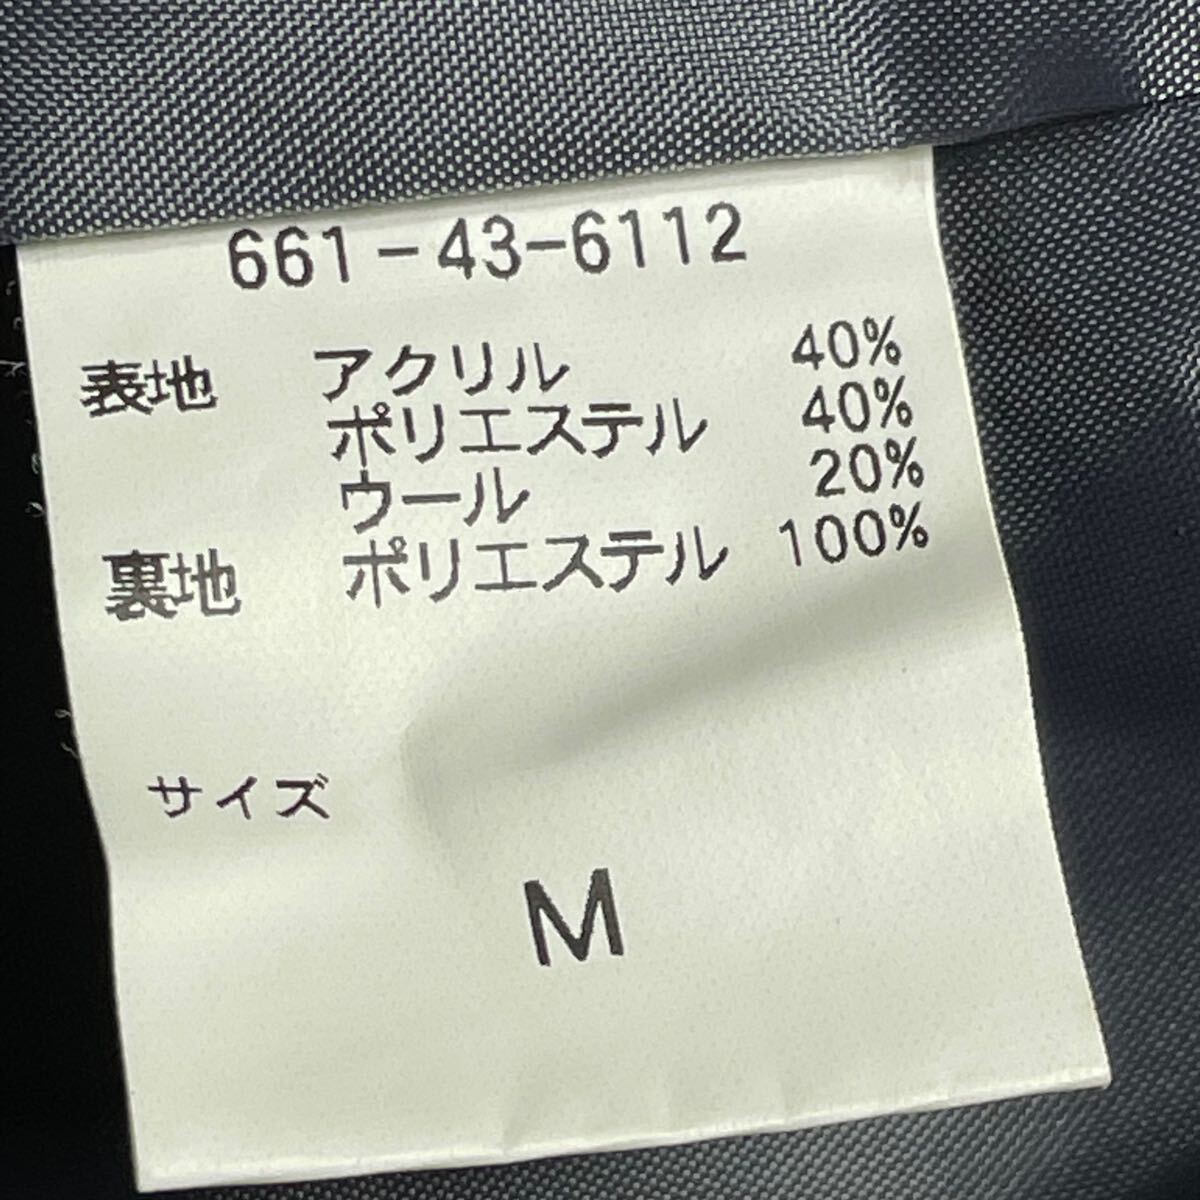 661-43-6112
表地 アクリル 40%
ポリエステル 40%
ウール 20%
裏地 ポリエステル 100%
サイズ
M